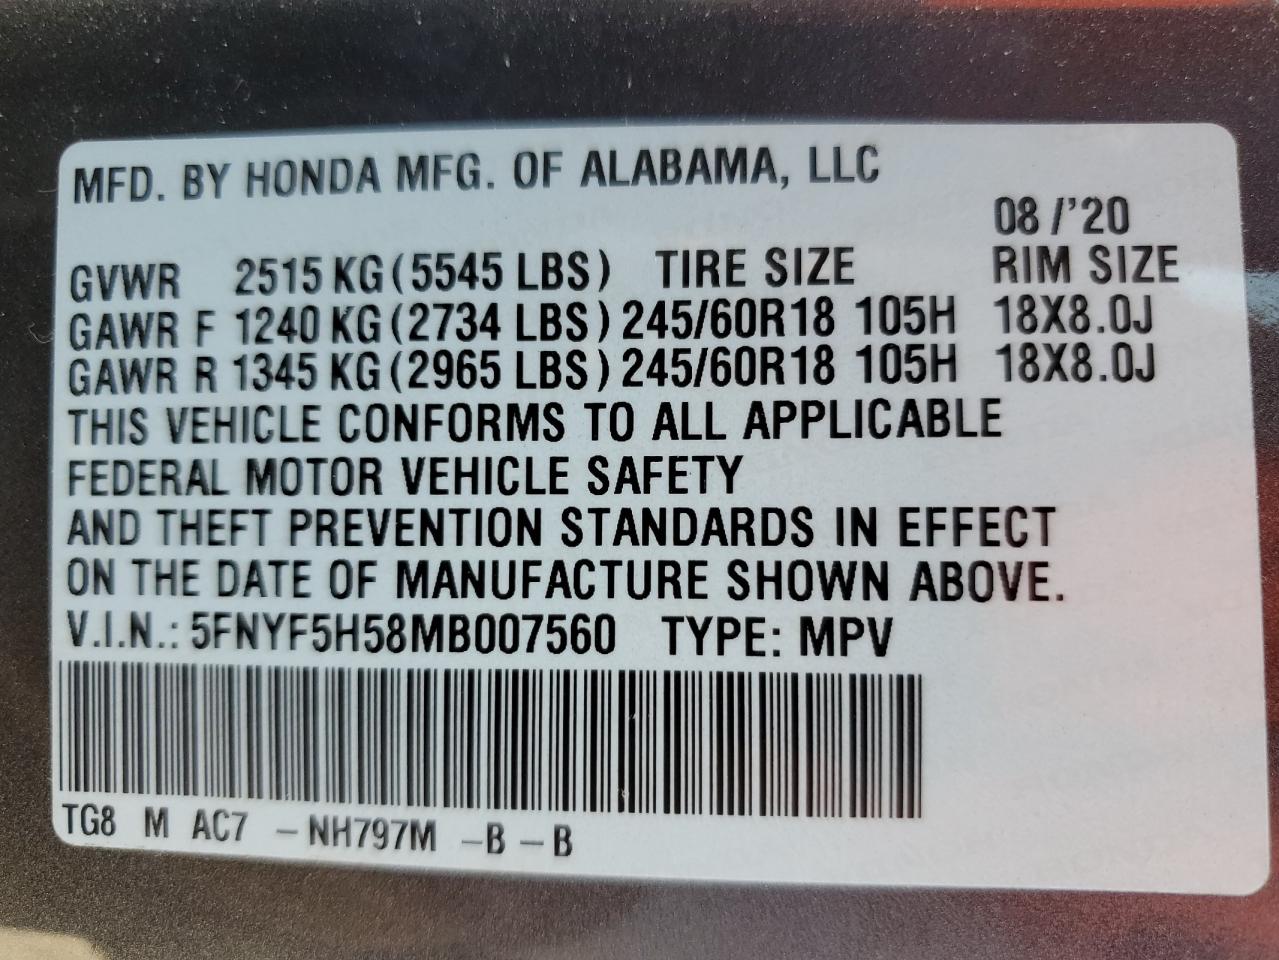 MFD. BY HONDA MFG. OF ALABAMA, LLC
08/'20
GVWR 2515 KG (5545 LBS) TIRE SIZE RIM SIZE
GAWR F 1240 KG (2734 LBS) 245/60R18 105H 18X8.0J
GAWR R 1345 KG (2965 LBS) 245/60R18 105H 18X8.0J
THIS VEHICLE CONFORMS TO ALL APPLICABLE
FEDERAL MOTOR VEHICLE SAFETY
AND THEFT PREVENTION STANDARDS IN EFFECT
ON THE DATE OF MANUFACTURE SHOWN ABOVE.
V.I.N.: 5FNYF5H58MB007560 TYPE: MPV
TG8 M AC7 - NH797M - B - B